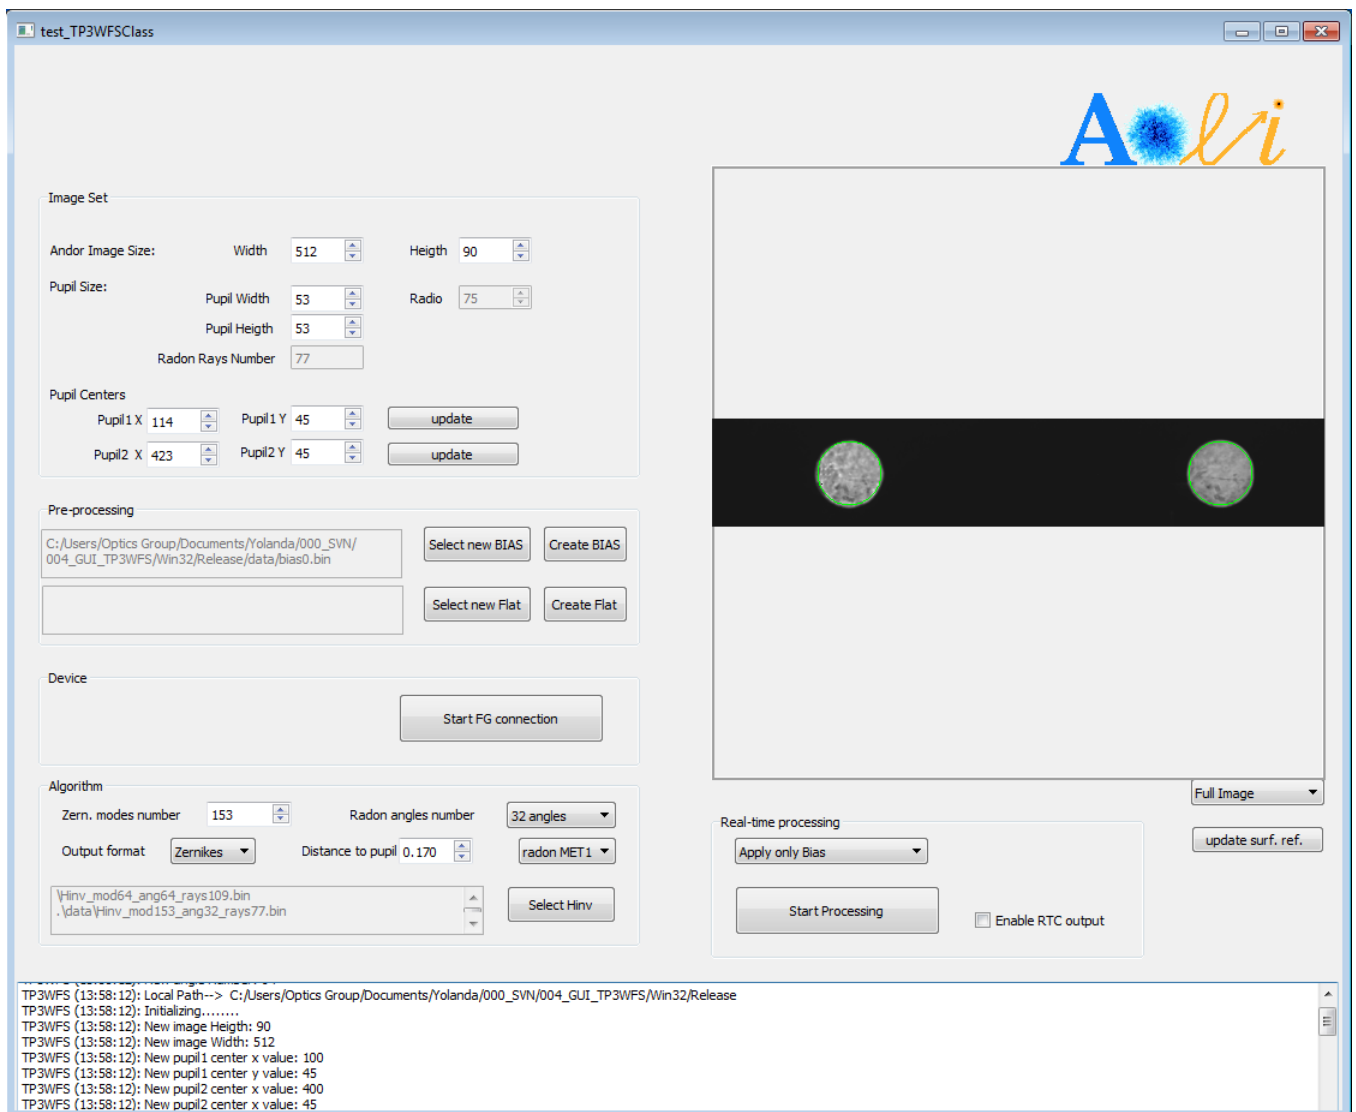 test_TP3WFSClass
Aoli
Image Set
Andor Image Size: Width 512 Heigth 90
Pupil Size:
Pupil Width 53 Radio 75
Pupil Heigth 53
Radon Rays Number 77
Pupil Centers
Pupil1 X 114 Pupil1 Y 45 update
Pupil2 X 423 Pupil2 Y 45 update
Pre-processing
C:/Users/Optics Group/Documents/Yolanda/000_SVN/
004_GUI_TP3WFS/Win32/Release/data/bias0.bin
Select new BIAS Create BIAS
Select new Flat Create Flat
Device
Start FG connection
Algorithm
Zern. modes number 153 Radon angles number 32 angles
Output format Zernikes Distance to pupil 0.170 radon MET1
\Hinv_mod64_ang64_rays109.bin
.\data\Hinv_mod153_ang32_rays77.bin
Select Hinv
Full Image
update surf. ref.
Real-time processing
Apply only Bias
Start Processing
Enable RTC output
TP3WFS (13:58:12): Local Path--> C:/Users/Optics Group/Documents/Yolanda/000_SVN/004_GUI_TP3WFS/Win32/Release
TP3WFS (13:58:12): Initializing........
TP3WFS (13:58:12): New image Heigth: 90
TP3WFS (13:58:12): New image Width: 512
TP3WFS (13:58:12): New pupil1 center x value: 100
TP3WFS (13:58:12): New pupil1 center y value: 45
TP3WFS (13:58:12): New pupil2 center x value: 400
TP3WFS (13:58:12): New pupil2 center x value: 45